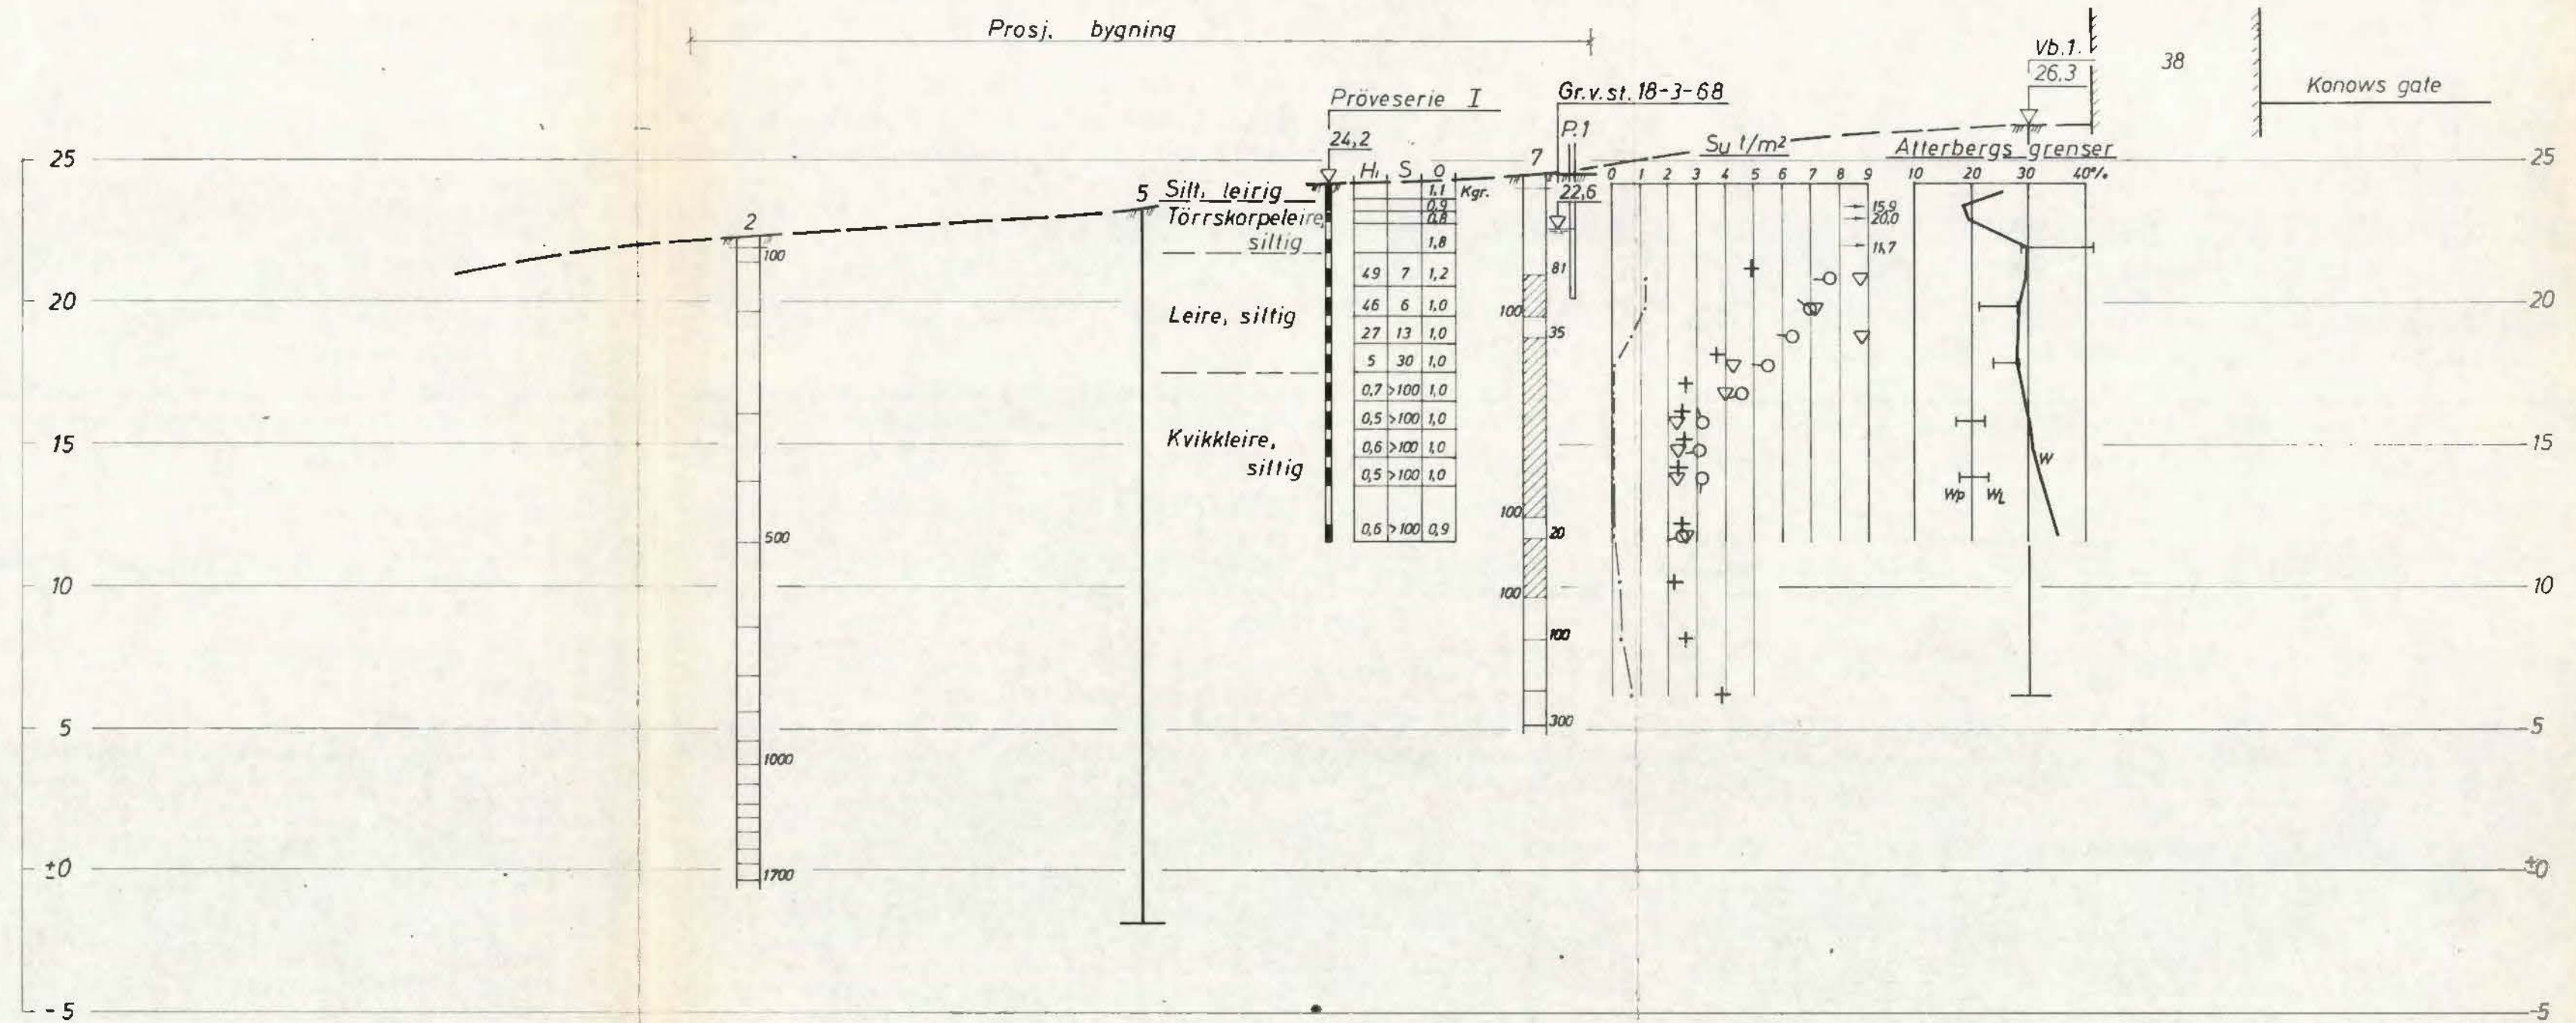 Prosj. bygning
Vb.1.
26,3
38
Konows gate
Pröveserie I
24,2
Gr.v.st. 18-3-68
P.1
22,6
25
20
15
10
5
±0
-5
2
100
500
1000
1700
5
Silt, leirig
Törrskorpeleire,
siltig
Leire, siltig
Kvikkleire,
siltig
H₁ S O
1,1 Kgr.
0,9
0,8
1,8
49 7 1,2
46 6 1,0
27 13 1,0
5 30 1,0
0,7 >100 1,0
0,5 >100 1,0
0,6 >100 1,0
0,5 >100 1,0
0,6 >100 0,9
7
81
100
35
100
20
100
100
300
Su t/m²
0 1 2 3 4 5 6 7 8 9
15,9
20,0
Atterbergs grenser
10 20 30 40%
W
Wp WL
25
20
15
10
5
±0
-5